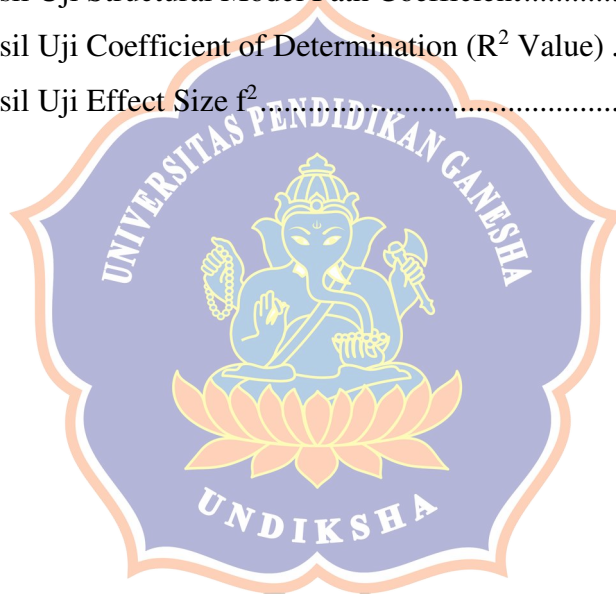 sil Uji Structural Model Path Coefficient............
sil Uji Coefficient of Determination (R² Value) .
sil Uji Effect Size f² ..........................................
UNIVERSITAS PENDIDIKAN GANESHA
UNDIKSHA